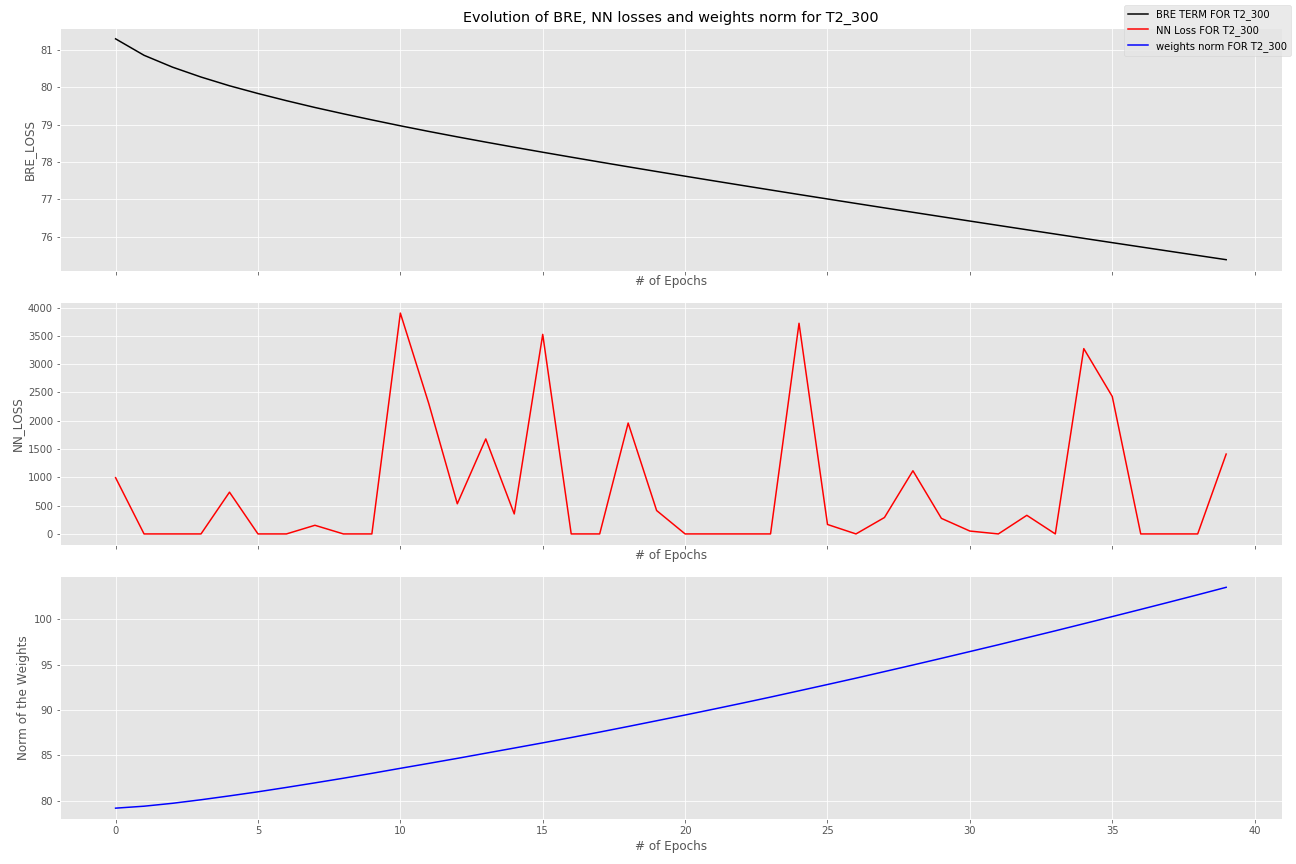 Evolution of BRE, NN losses and weights norm for T2_300
BRE TERM FOR T2_300
NN Loss FOR T2_300
weights norm FOR T2_300
BRE_LOSS
81
80
79
78
77
76
# of Epochs
NN_LOSS
4000
3500
3000
2500
2000
1500
1000
500
0
# of Epochs
Norm of the Weights
100
95
90
85
80
0 5 10 15 20 25 30 35 40
# of Epochs